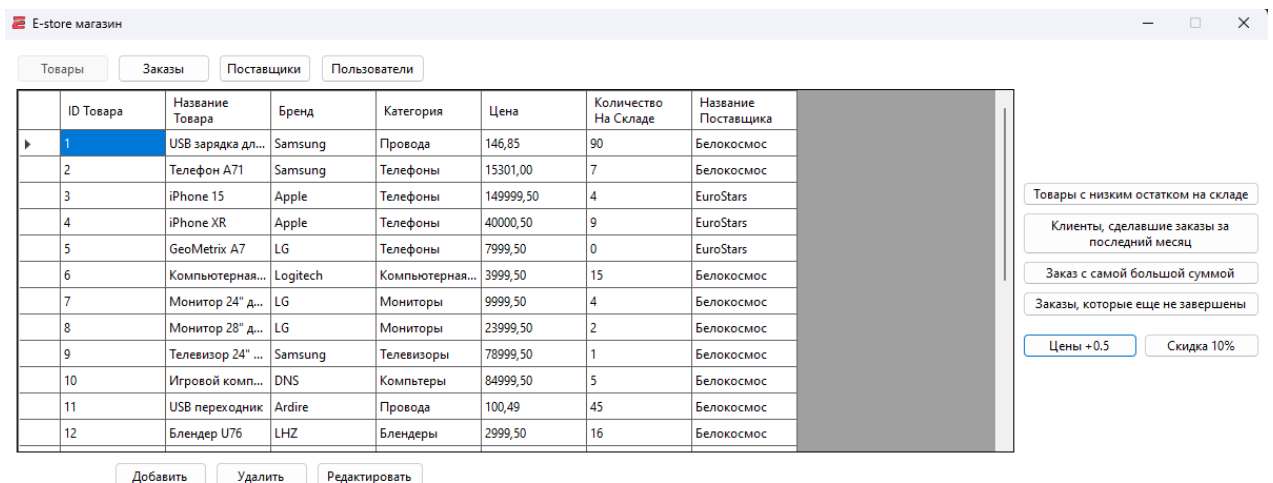 E-store магазин
Товары Заказы Поставщики Пользователи
ID Товара Название Товара Бренд Категория Цена Количество На Складе Название Поставщика
1 USB зарядка дл... Samsung Провода 146,85 90 Белокосмос
2 Телефон A71 Samsung Телефоны 15301,00 7 Белокосмос
3 iPhone 15 Apple Телефоны 149999,50 4 EuroStars
4 iPhone XR Apple Телефоны 40000,50 9 EuroStars
5 GeoMetrix A7 LG Телефоны 7999,50 0 EuroStars
6 Компьютерная... Logitech Компьютерная... 3999,50 15 Белокосмос
7 Монитор 24" д... LG Мониторы 9999,50 4 Белокосмос
8 Монитор 28" д... LG Мониторы 23999,50 2 Белокосмос
9 Телевизор 24" ... Samsung Телевизоры 78999,50 1 Белокосмос
10 Игровой комп... DNS Компьтеры 84999,50 5 Белокосмос
11 USB переходник Ardire Провода 100,49 45 Белокосмос
12 Блендер U76 LHZ Блендеры 2999,50 16 Белокосмос
Товары с низким остатком на складе
Клиенты, сделавшие заказы за
последний месяц
Заказ с самой большой суммой
Заказы, которые еще не завершены
Цены +0.5 Скидка 10%
Добавить Удалить Редактировать